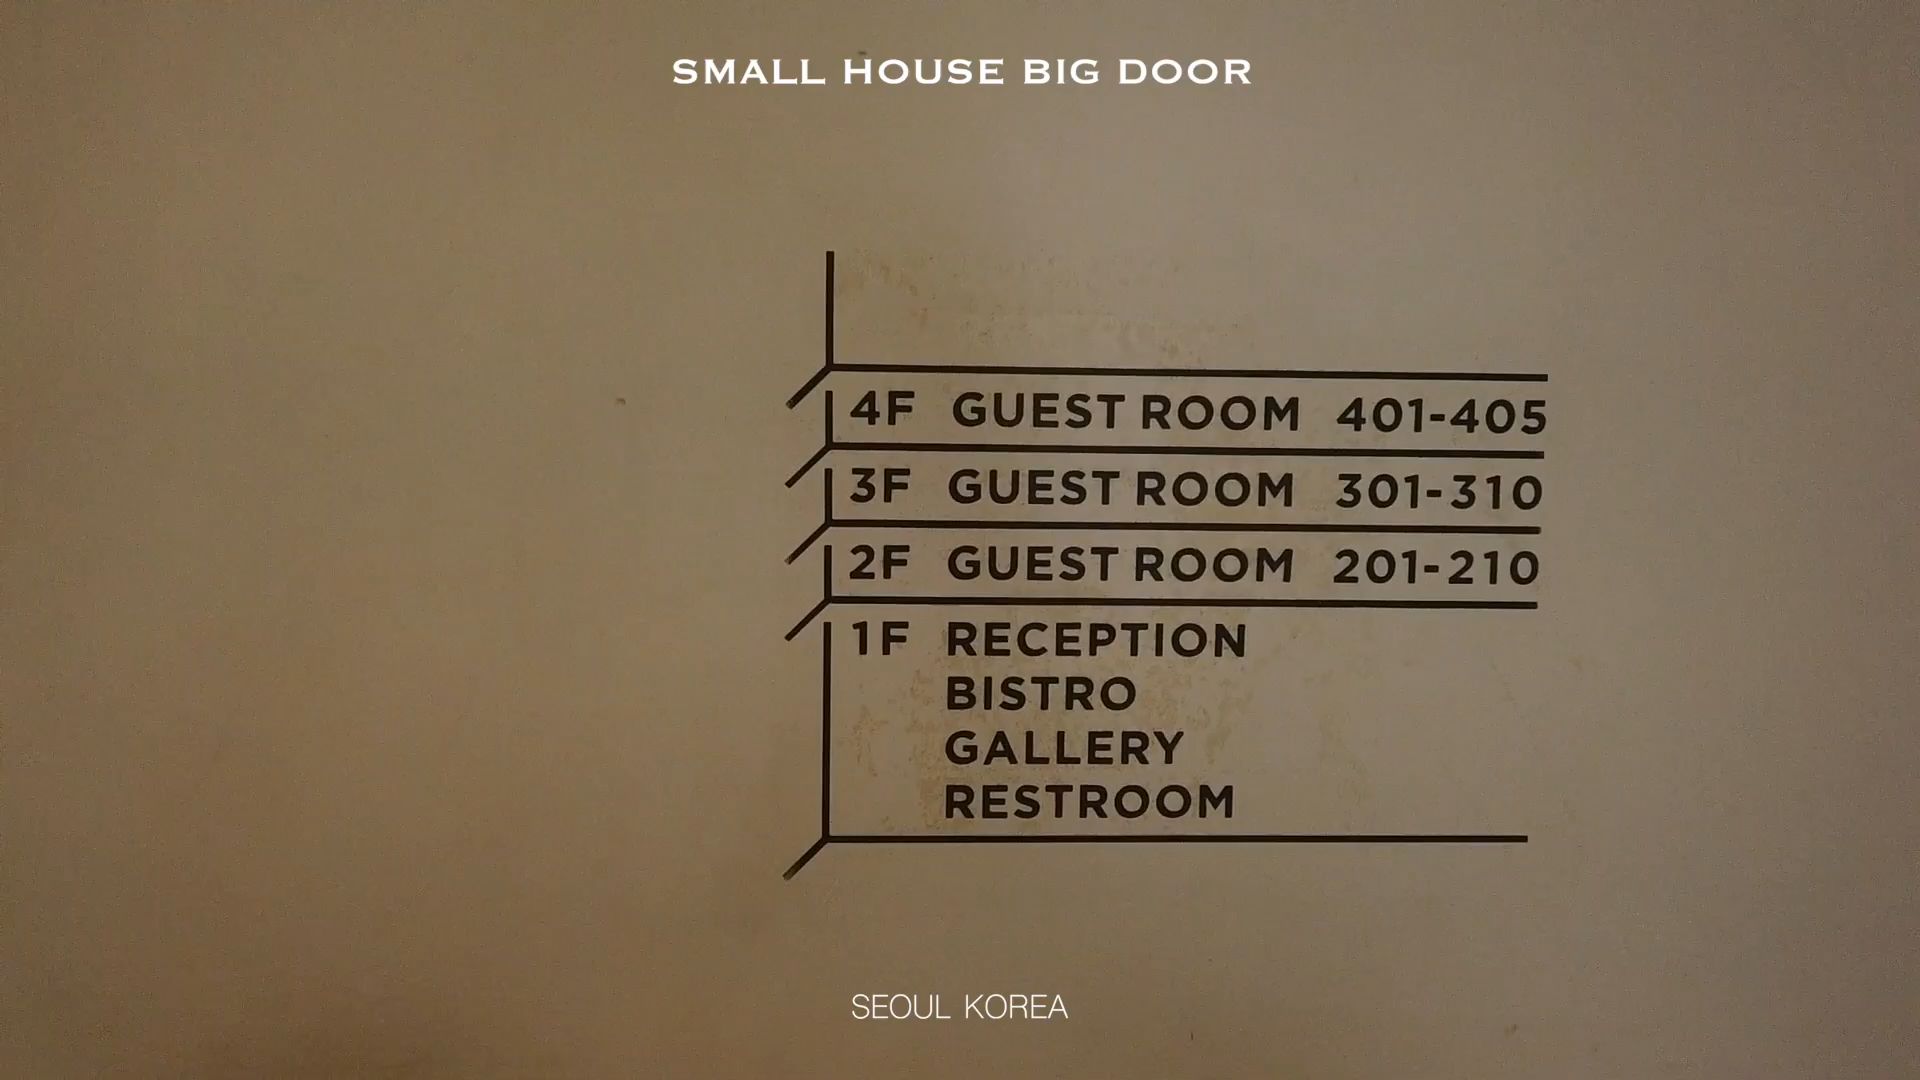 SMALL HOUSE BIG DOOR
4F GUEST ROOM 401-405
3F GUEST ROOM 301-310
2F GUEST ROOM 201-210
1F RECEPTION
BISTRO
GALLERY
RESTROOM
SEOUL KOREA